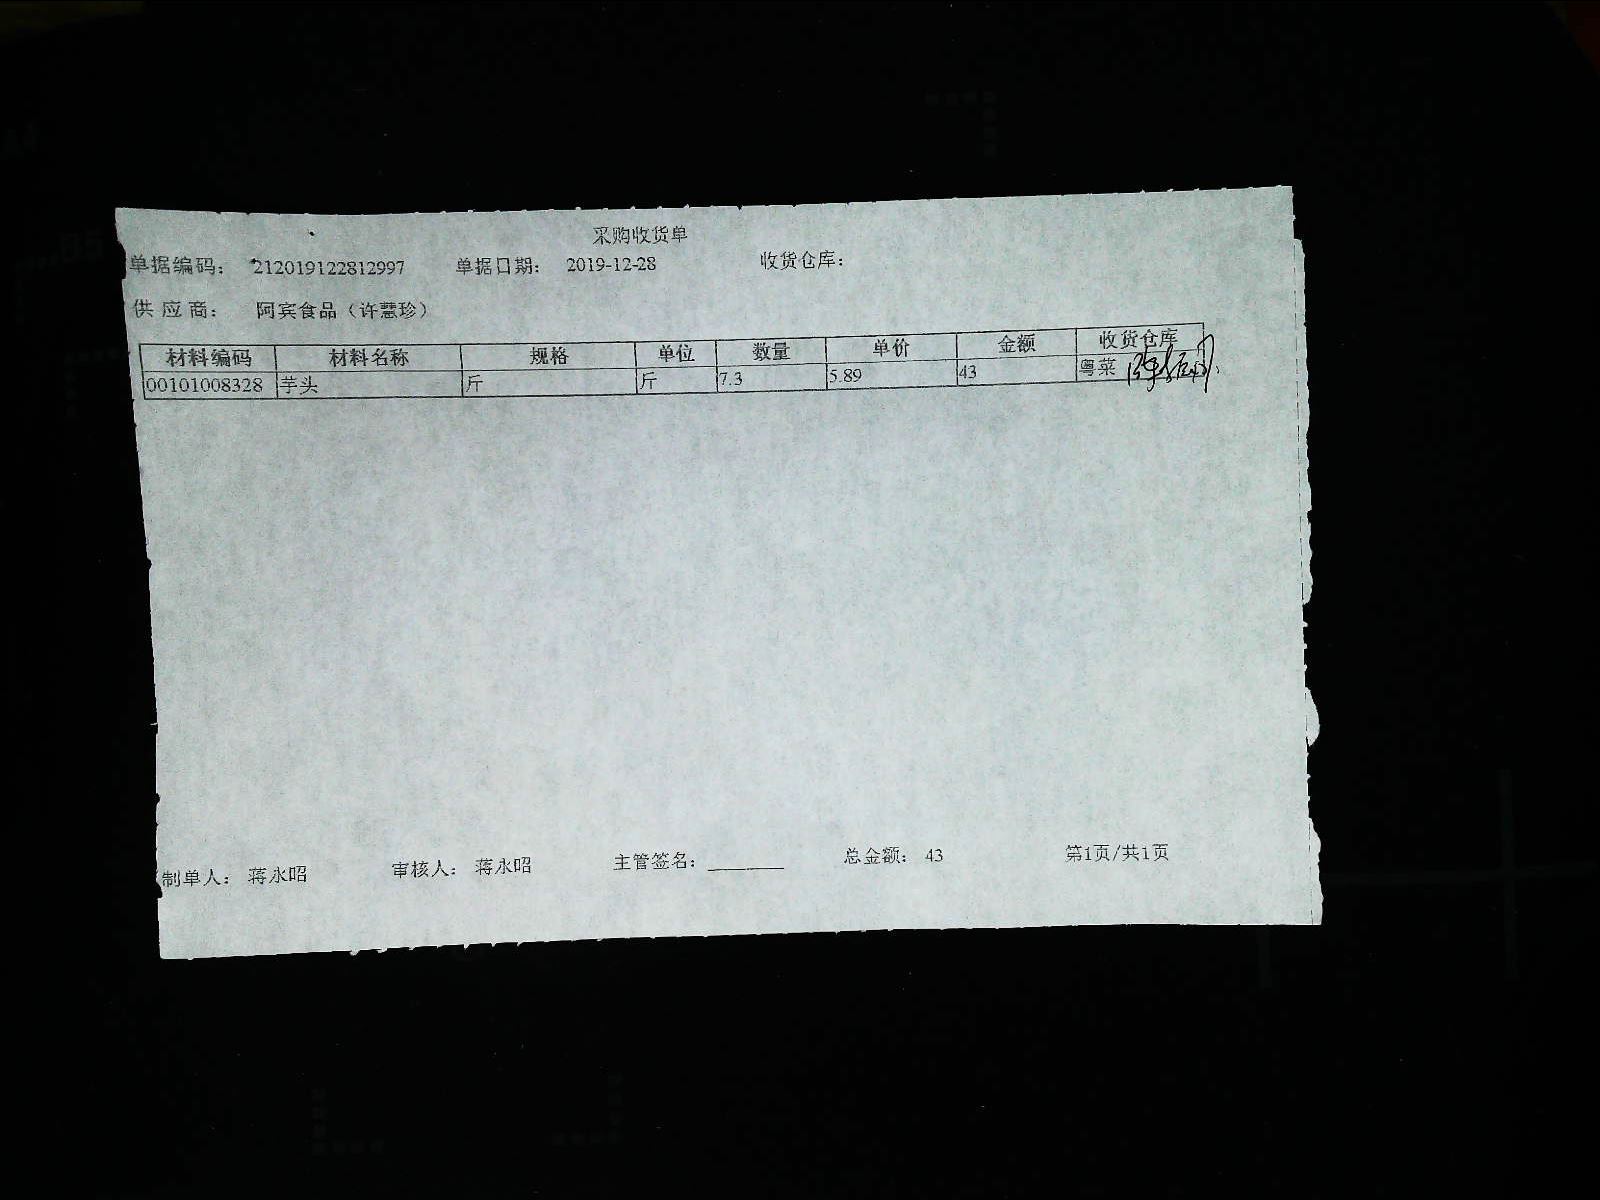 采购收货单
单据编码： 212019122812997 单据日期： 2019-12-28 收货仓库：
供应商： 阿宾食品（许慧珍）
材料编码 材料名称 规格 单位 数量 单价 金额 收货仓库
00101008328 芋头 斤 斤 7.3 5.89 43 粤菜
制单人： 蒋永昭 审核人： 蒋永昭 主管签名：________ 总金额： 43 第1页/共1页